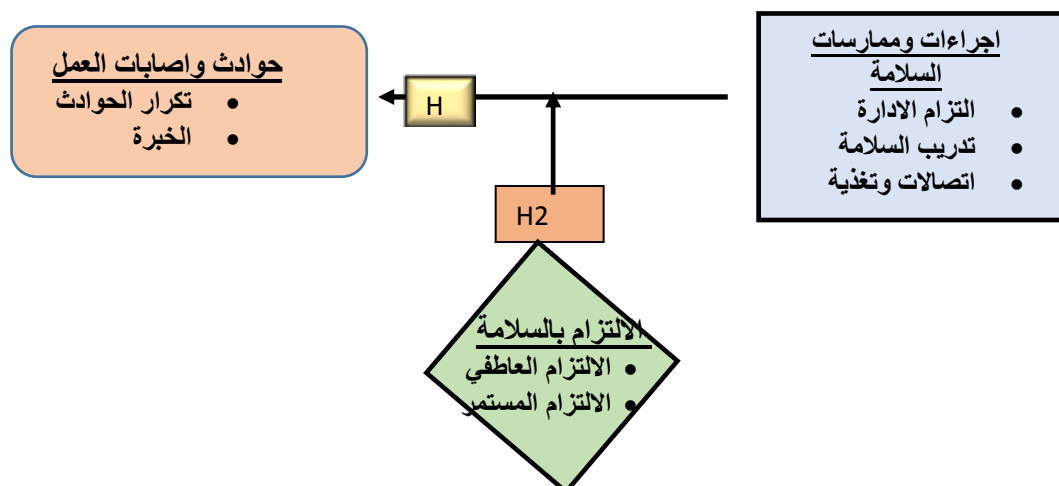 اجراءات وممارسات
السلامة
• التزام الادارة
• تدريب السلامة
• اتصالات وتغذية
H
حوادث واصابات العمل
• تكرار الحوادث
• الخبرة
H2
الالتزام بالسلامة
• الالتزام العاطفي
• الالتزام المستمر